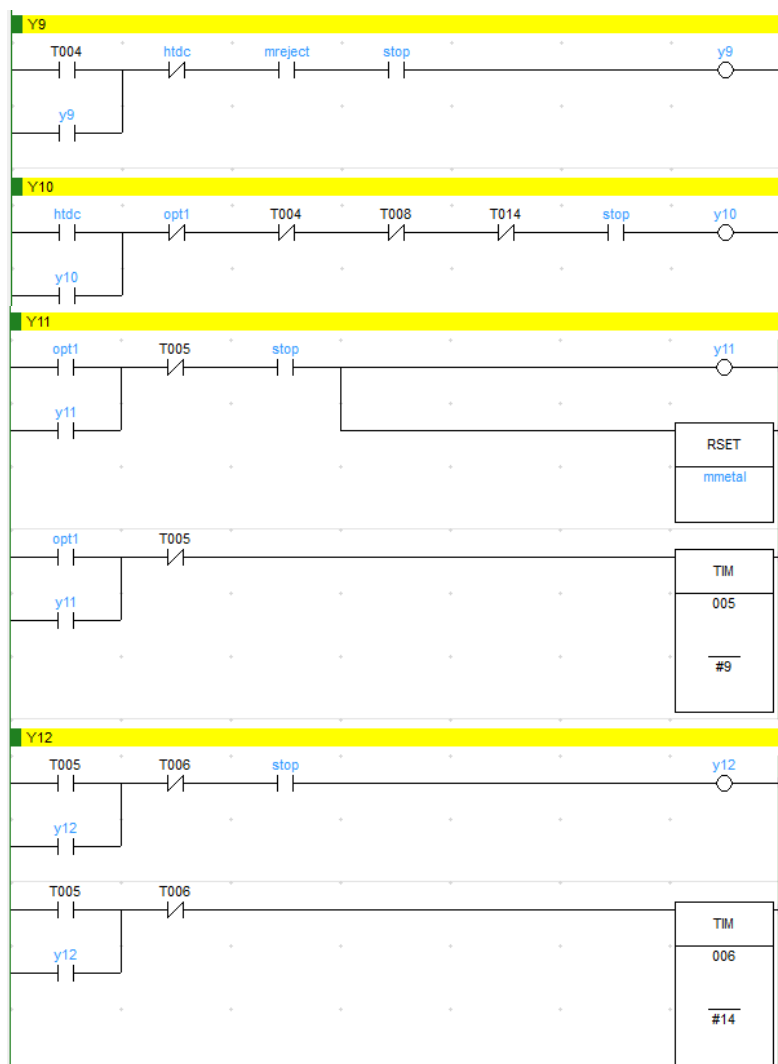 Y9
T004 htdc mreject stop y9
y9
Y10
htdc opt1 T004 T008 T014 stop y10
y10
Y11
opt1 T005 stop y11
y11
RSET
mmetal
opt1 T005
TIM
y11
005
#9
Y12
T005 T006 stop y12
y12
T005 T006
TIM
y12
006
#14